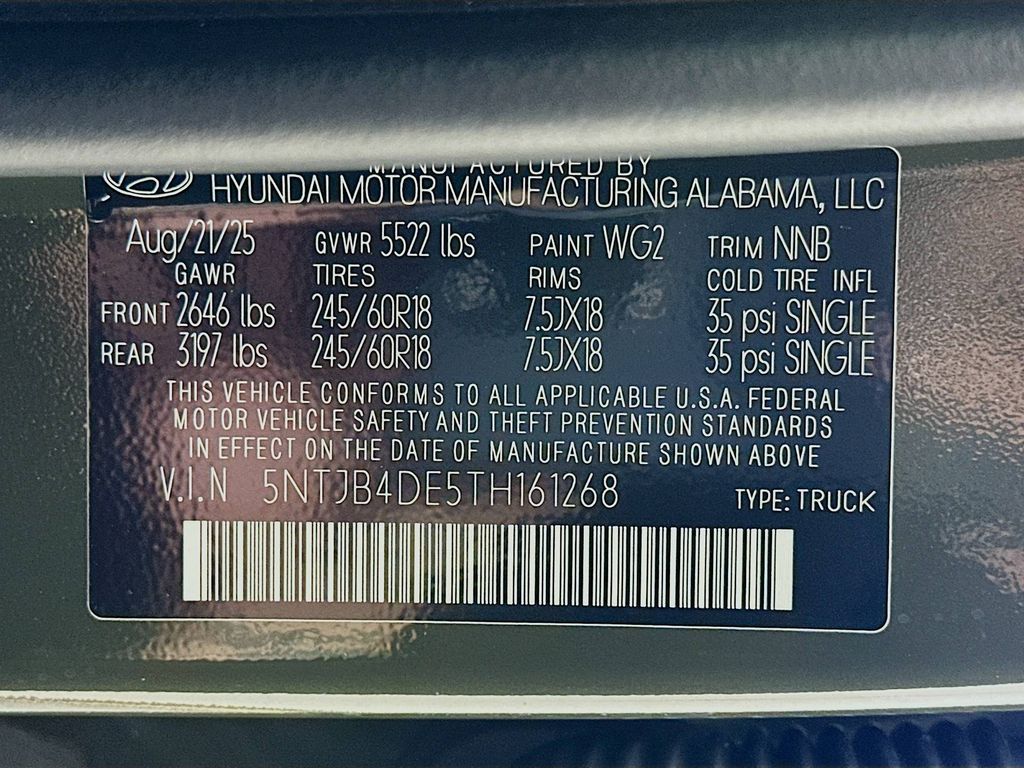 MANUFACTURED BY
HYUNDAI MOTOR MANUFACTURING ALABAMA, LLC
Aug/21/25 GVWR 5522 lbs PAINT WG2 TRIM NNB
GAWR TIRES RIMS COLD TIRE INFL
FRONT 2646 lbs 245/60R18 7.5JX18 35 psi SINGLE
REAR 3197 lbs 245/60R18 7.5JX18 35 psi SINGLE
THIS VEHICLE CONFORMS TO ALL APPLICABLE U.S.A. FEDERAL
MOTOR VEHICLE SAFETY AND THEFT PREVENTION STANDARDS
IN EFFECT ON THE DATE OF MANUFACTURE SHOWN ABOVE
V.I.N 5NTJB4DE5TH161268 TYPE: TRUCK